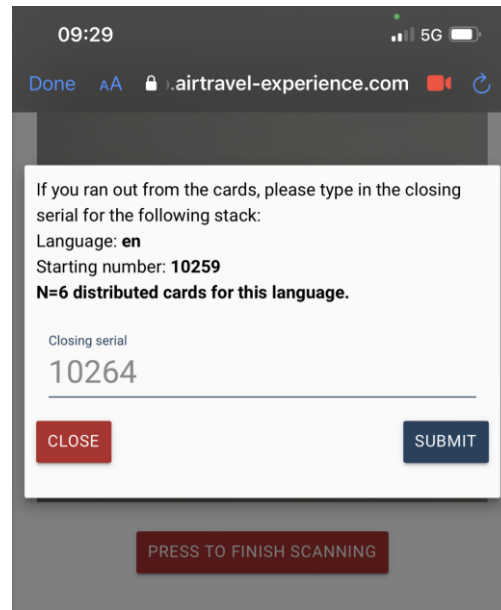 09:29
5G
Done AA .airtravel-experience.com
If you ran out from the cards, please type in the closing
serial for the following stack:
Language: en
Starting number: 10259
N=6 distributed cards for this language.
Closing serial
10264
CLOSE
SUBMIT
PRESS TO FINISH SCANNING